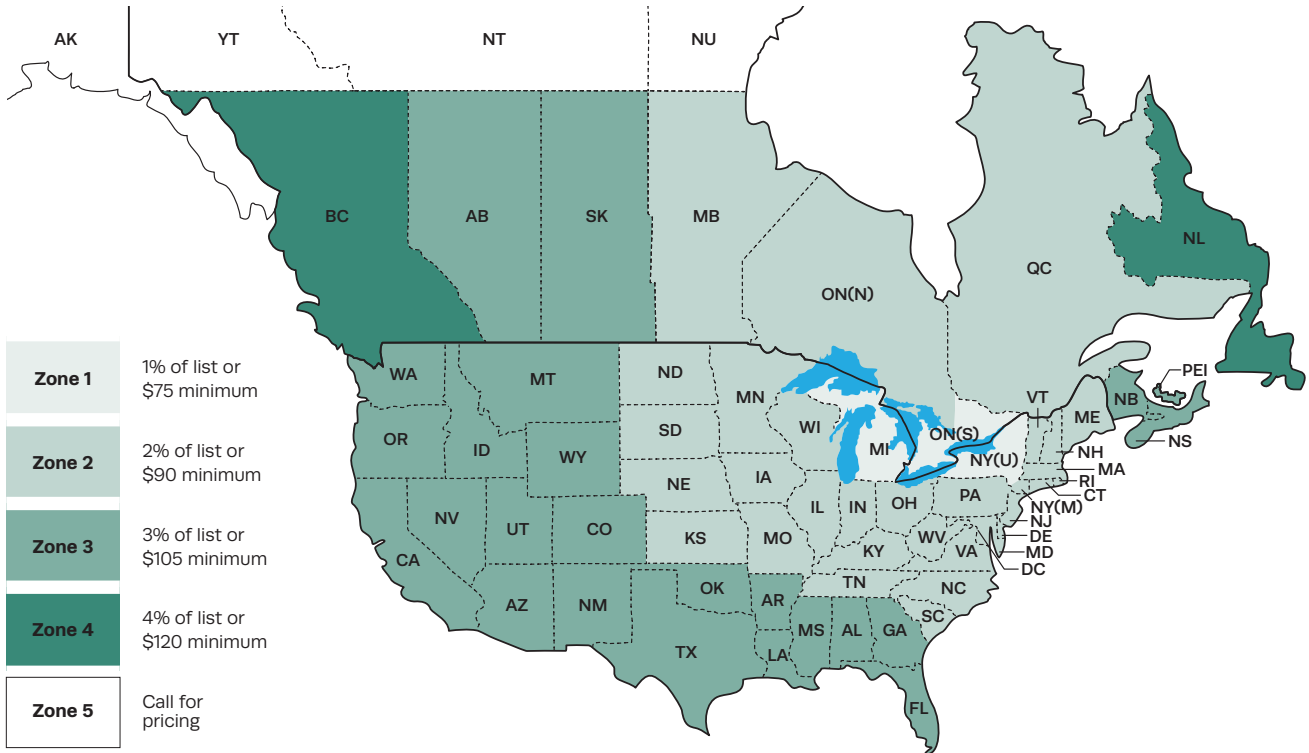 AK
YT
NT
NU
BC
AB
SK
MB
ON(N)
QC
NL
Zone 1
1% of list or
$75 minimum
Zone 2
2% of list or
$90 minimum
Zone 3
3% of list or
$105 minimum
Zone 4
4% of list or
$120 minimum
Zone 5
Call for
pricing
WA
MT
ND
MN
OR
ID
WY
SD
WI
MI
ON(S)
NY(U)
VT
ME
NB
PEI
NS
NH
MA
RI
CT
NY(M)
NJ
DE
MD
DC
NV
UT
CO
NE
IA
IL
IN
OH
PA
CA
KS
MO
KY
WV
VA
AZ
NM
OK
AR
TN
NC
SC
TX
LA
MS
AL
GA
FL